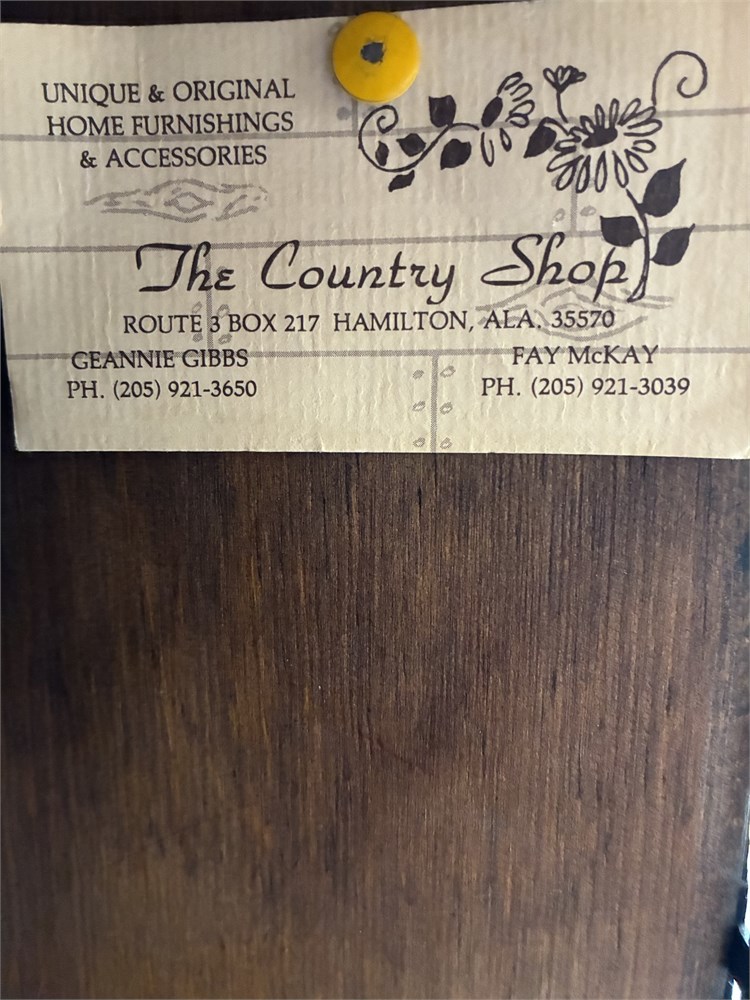 UNIQUE & ORIGINAL
HOME FURNISHINGS
& ACCESSORIES
The Country Shop
ROUTE 3 BOX 217 HAMILTON, ALA. 35570
GEANNIE GIBBS
PH. (205) 921-3650
FAY McKAY
PH. (205) 921-3039